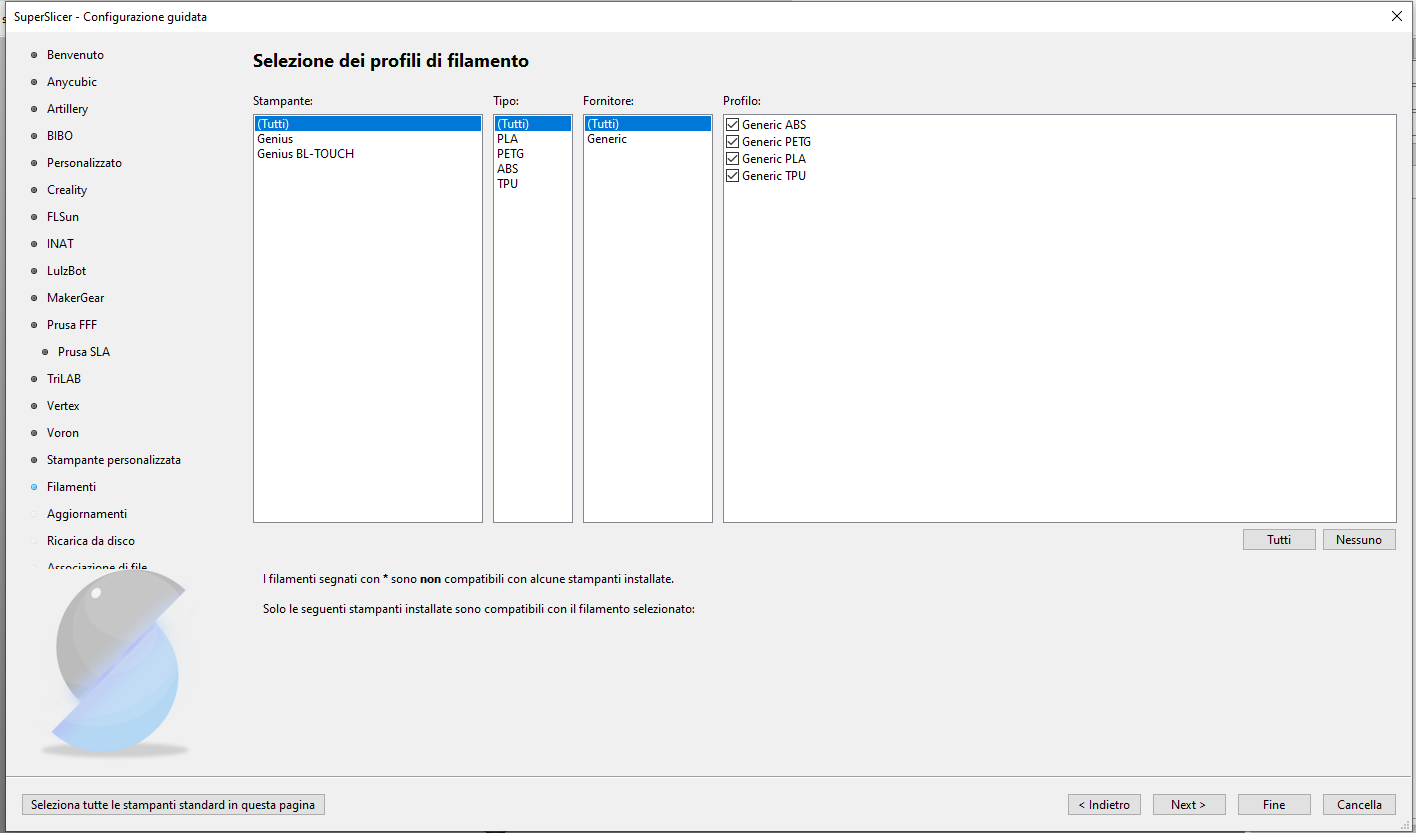 SuperSlicer - Configurazione guidata
Benvenuto
Anycubic
Artillery
BIBO
Personalizzato
Creality
FLSun
INAT
LulzBot
MakerGear
Prusa FFF
Prusa SLA
TriLAB
Vertex
Voron
Stampante personalizzata
Filamenti
Aggiornamenti
Ricarica da disco
Associazione di file
Selezione dei profili di filamento
Stampante:
(Tutti)
Genius
Genius BL-TOUCH
Tipo:
(Tutti)
PLA
PETG
ABS
TPU
Fornitore:
(Tutti)
Generic
Profilo:
Generic ABS
Generic PETG
Generic PLA
Generic TPU
Tutti
Nessuno
I filamenti segnati con * sono non compatibili con alcune stampanti installate.
Solo le seguenti stampanti installate sono compatibili con il filamento selezionato:
Seleziona tutte le stampanti standard in questa pagina
< Indietro
Next >
Fine
Cancella